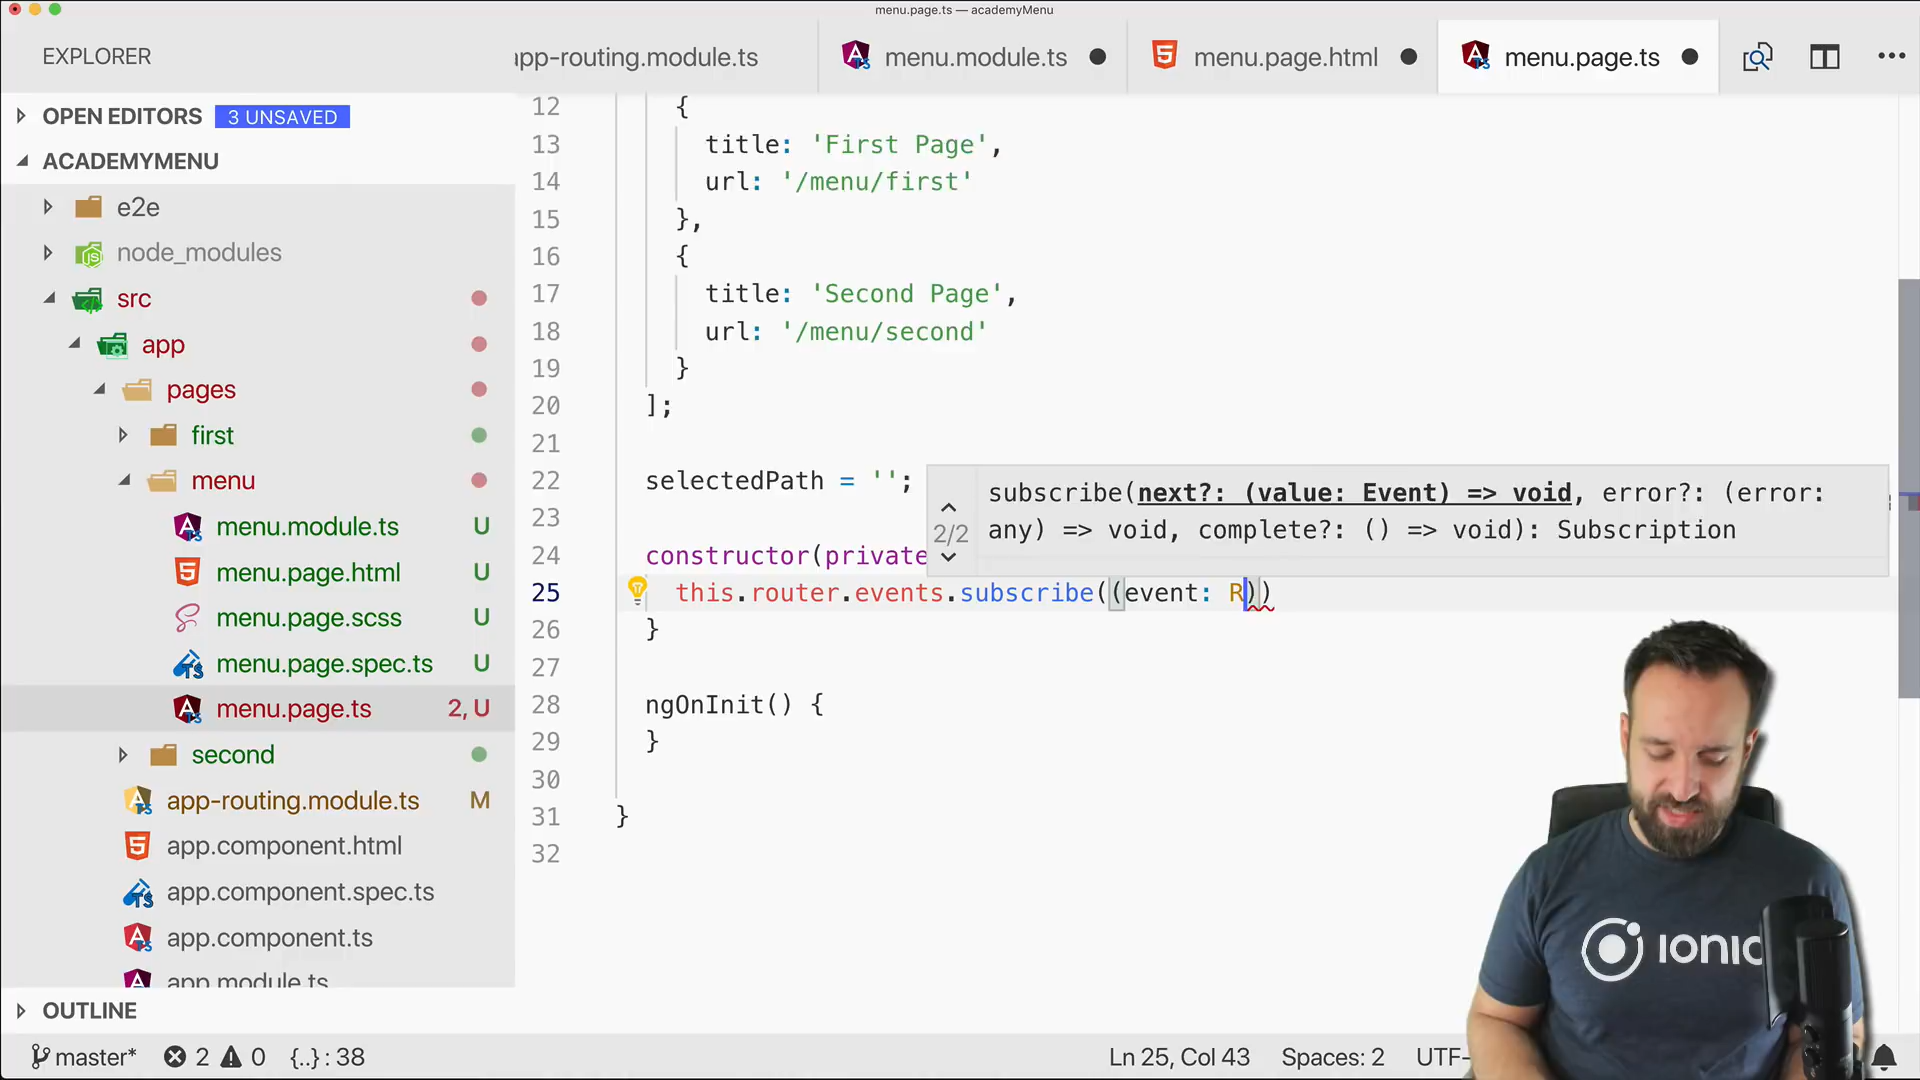 menu.page.ts — academyMenu
EXPLORER
app-routing.module.ts
menu.module.ts
menu.page.html
menu.page.ts
OPEN EDITORS 3 UNSAVED
ACADEMYMENU
e2e
node_modules
src
app
pages
first
menu
menu.module.ts U
menu.page.html U
menu.page.scss U
menu.page.spec.ts U
menu.page.ts 2, U
second
app-routing.module.ts M
app.component.html
app.component.spec.ts
app.component.ts
app.module.ts
OUTLINE
12 {
13 title: 'First Page',
14 url: '/menu/first'
15 },
16 {
17 title: 'Second Page',
18 url: '/menu/second'
19 }
20 ];
21
22 selectedPath = '';
23
24 constructor(private
25 this.router.events.subscribe((event: R))
26 }
27
28 ngOnInit() {
29 }
30
31 }
32
2/2
subscribe(next?: (value: Event) => void, error?: (error:
any) => void, complete?: () => void): Subscription
IONIC
master* 2 0 {..} : 38
Ln 25, Col 43 Spaces: 2 UTF-